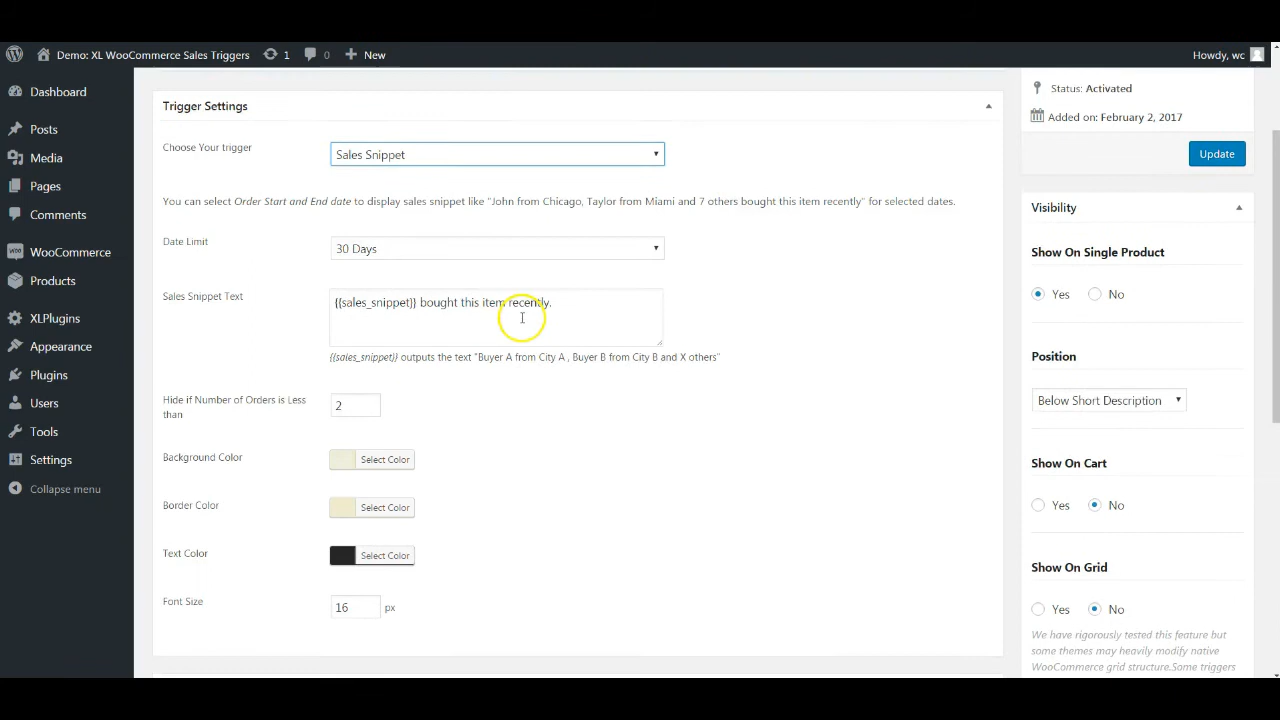 Demo: XL WooCommerce Sales Triggers 1 0 New Howdy, wc
Dashboard
Posts
Media
Pages
Comments
WooCommerce
Products
XLPlugins
Appearance
Plugins
Users
Tools
Settings
Collapse menu
Trigger Settings
Choose Your trigger
Sales Snippet
You can select Order Start and End date to display sales snippet like "John from Chicago, Taylor from Miami and 7 others bought this item recently" for selected dates.
Date Limit
30 Days
Sales Snippet Text
{{sales_snippet}} bought this item recently.
{{sales_snippet}} outputs the text "Buyer A from City A , Buyer B from City B and X others"
Hide if Number of Orders is Less
than
2
Background Color
Select Color
Border Color
Select Color
Text Color
Select Color
Font Size
16 px
Status: Activated
Added on: February 2, 2017
Update
Visibility
Show On Single Product
Yes No
Position
Below Short Description
Show On Cart
Yes No
Show On Grid
Yes No
We have rigorously tested this feature but
some themes may heavily modify native
WooCommerce grid structure.Some triggers